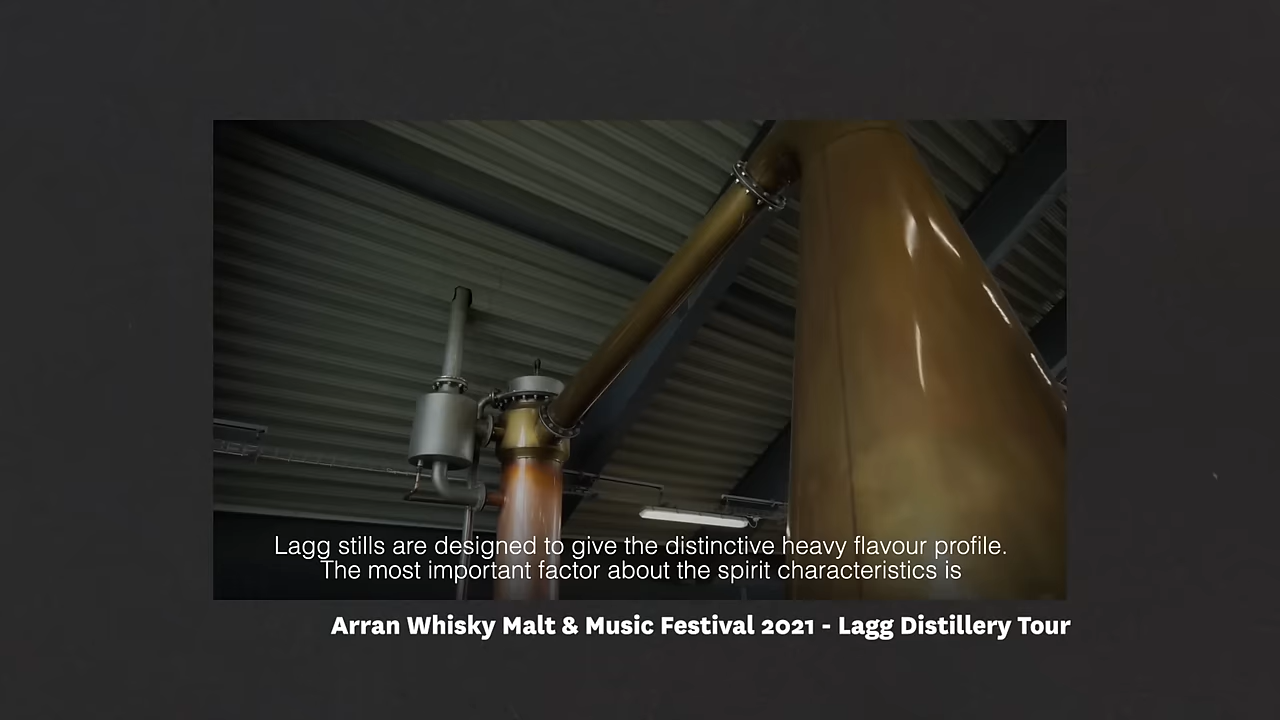 Lagg stills are designed to give the distinctive heavy flavour profile.
The most important factor about the spirit characteristics is
Arran Whisky Malt & Music Festival 2021 - Lagg Distillery Tour